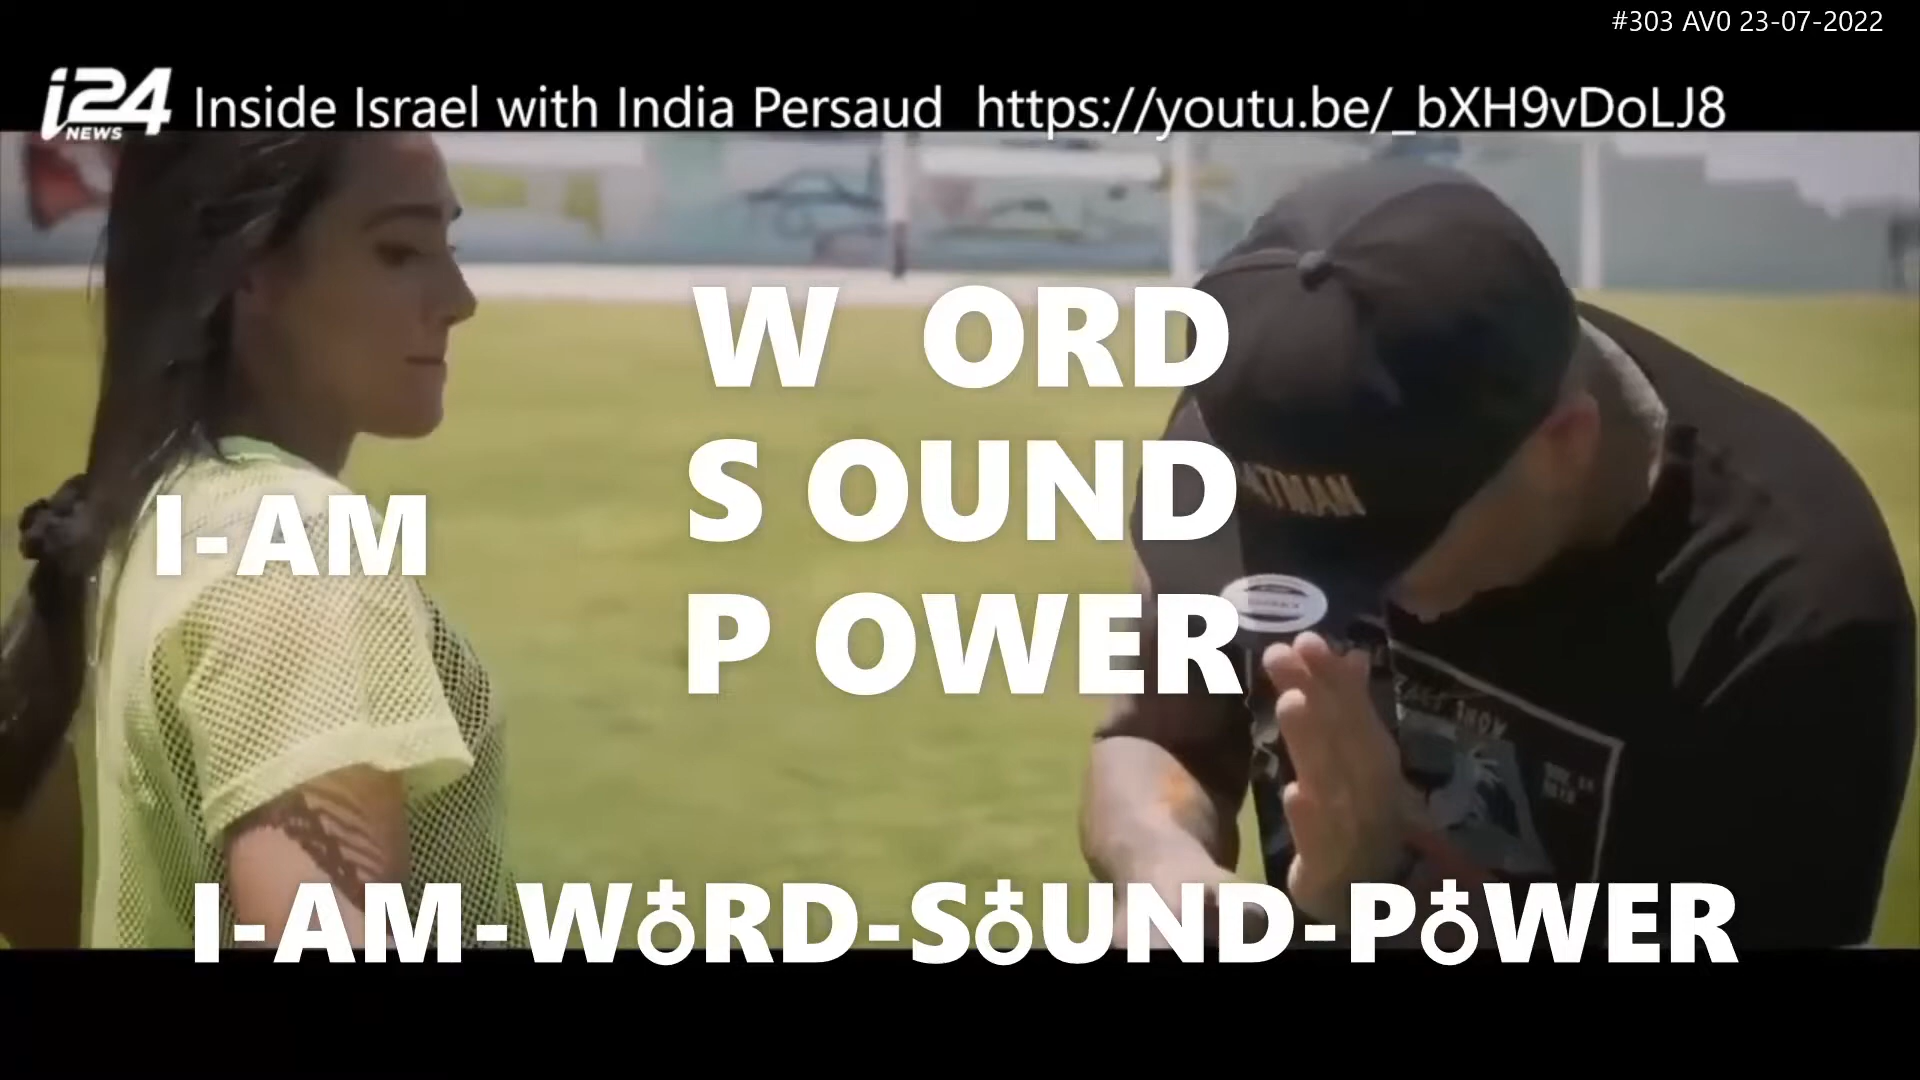 #303 AV0 23-07-2022
i24 NEWS Inside Israel with India Persaud https://youtu.be/_bXH9vDoLJ8
W ORD
S OUND
ATMAN
I-AM
P OWER
I-AM-W♁RD-S♁UND-P♁WER